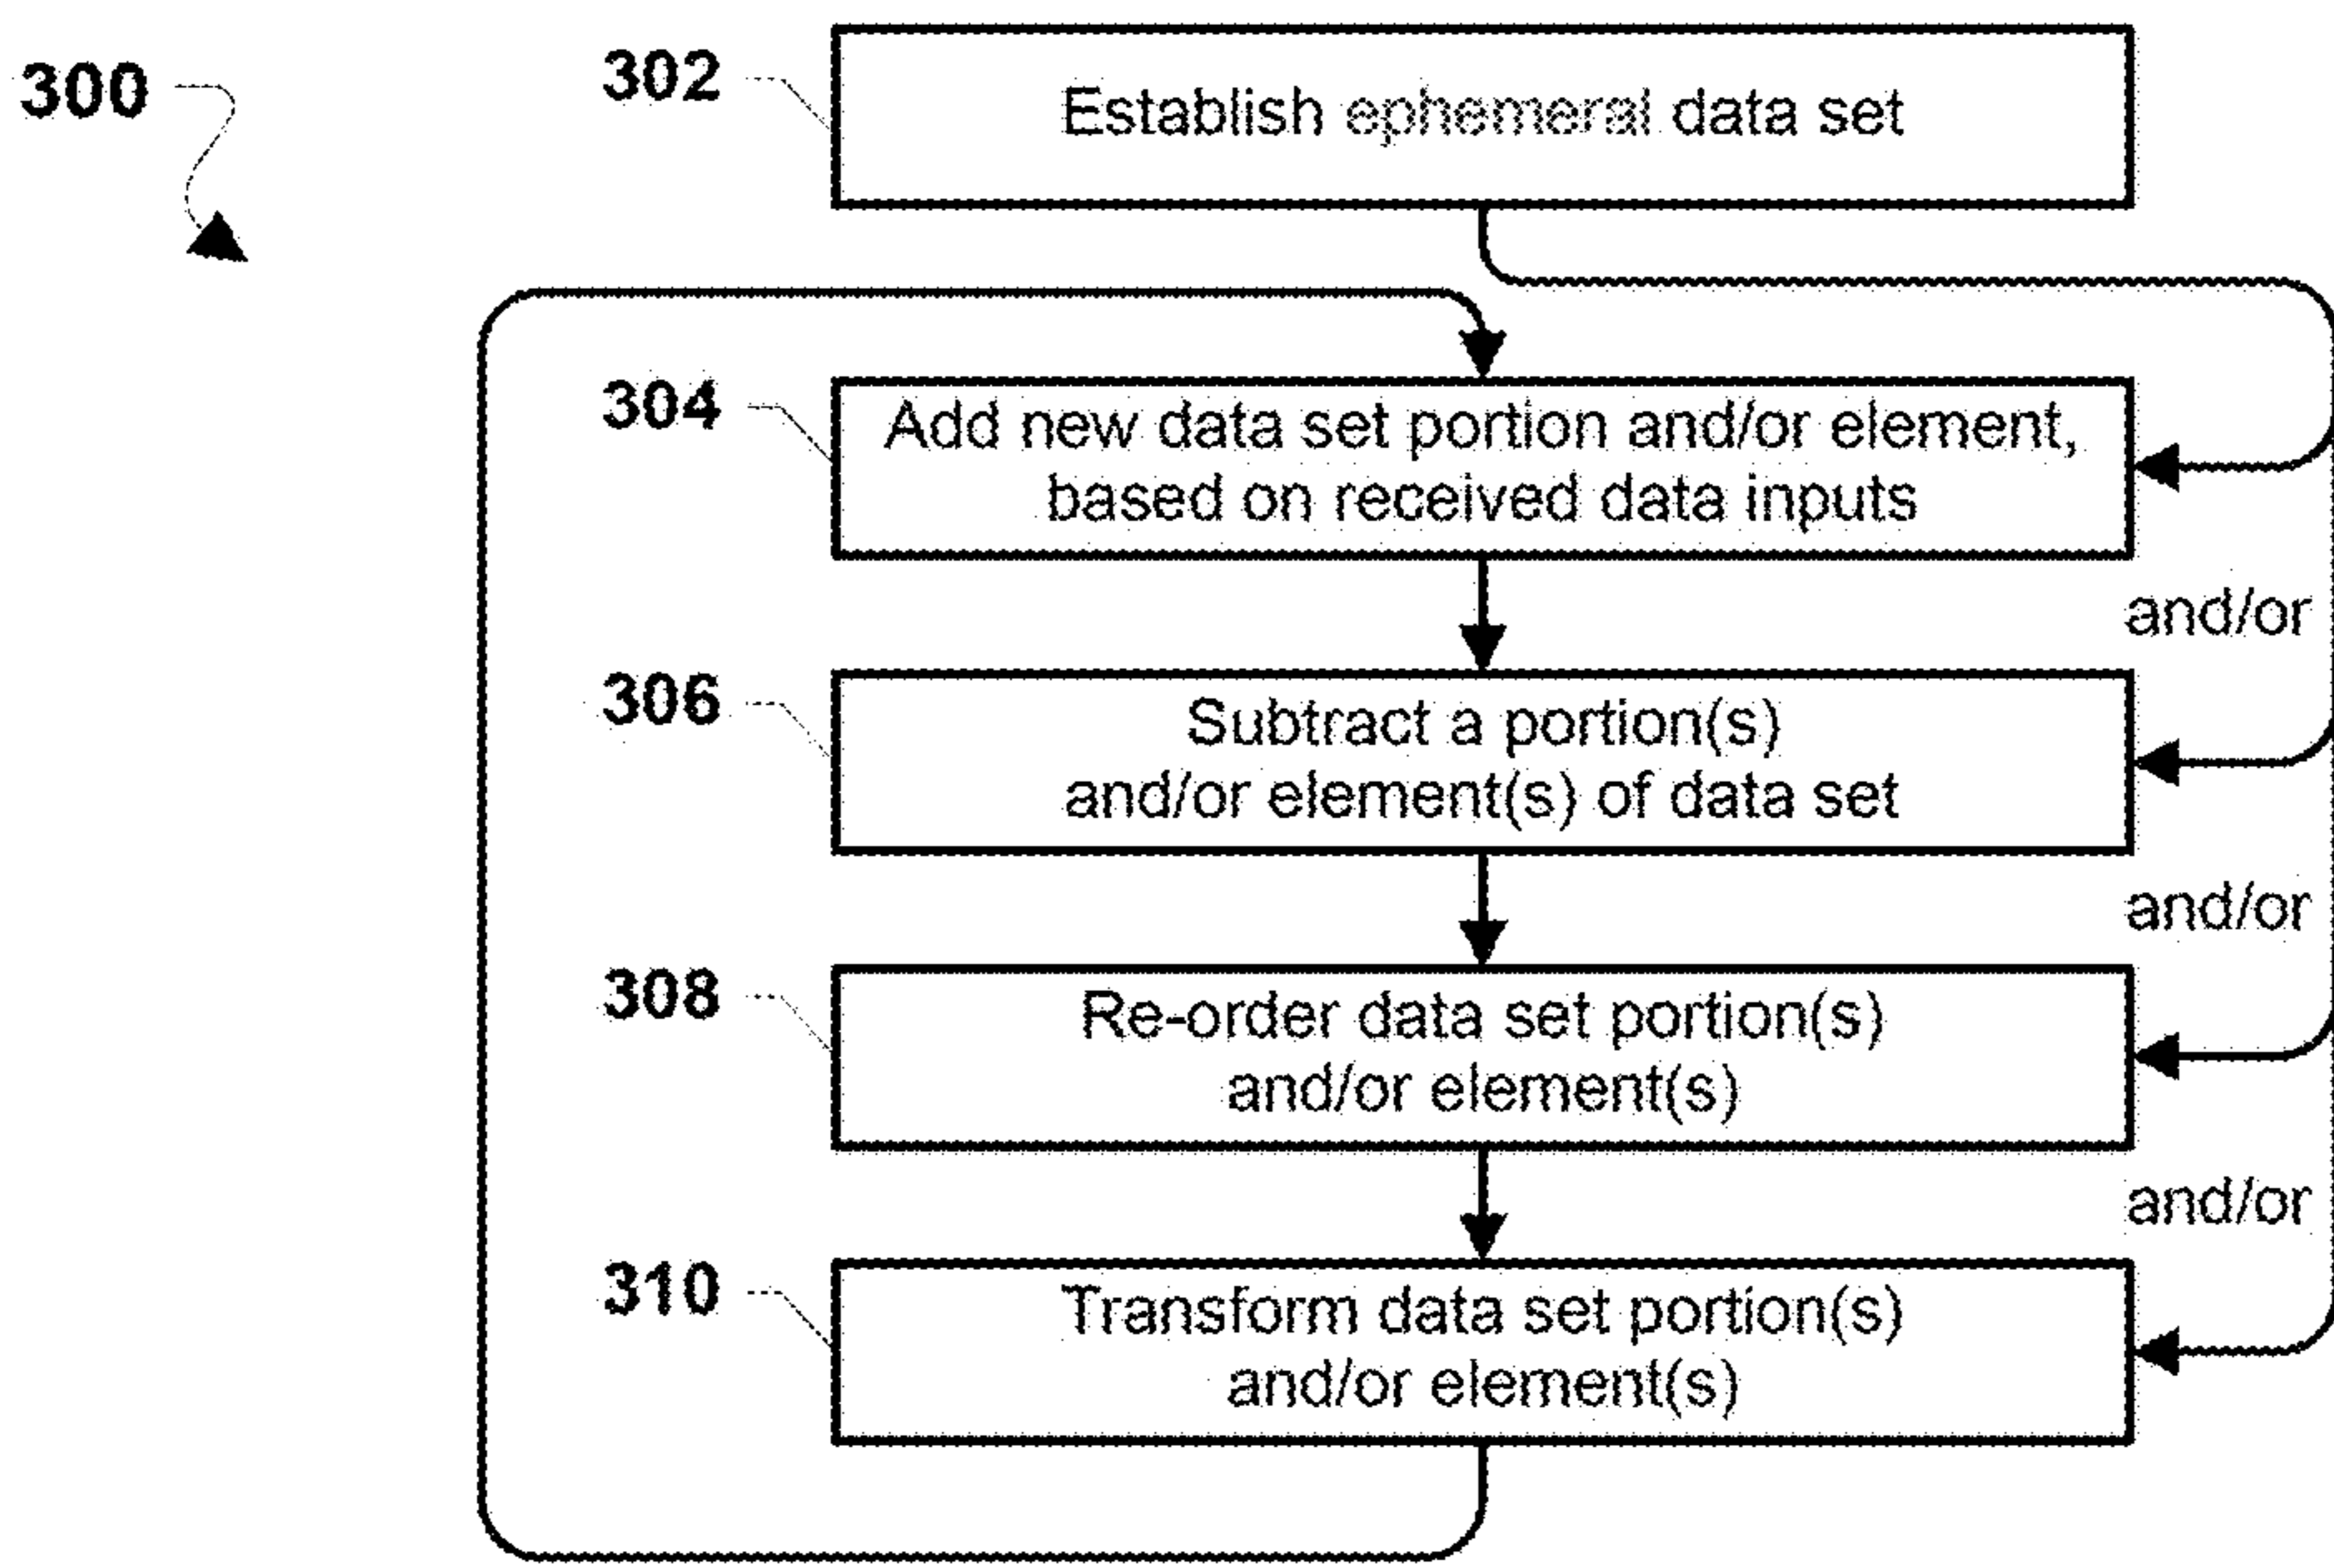 300
302
Establish ephemeral data set
304
Add new data set portion and/or element,
based on received data inputs
and/or
306
Subtract a portion(s)
and/or element(s) of data set
and/or
308
Re-order data set portion(s)
and/or element(s)
and/or
310
Transform data set portion(s)
and/or element(s)